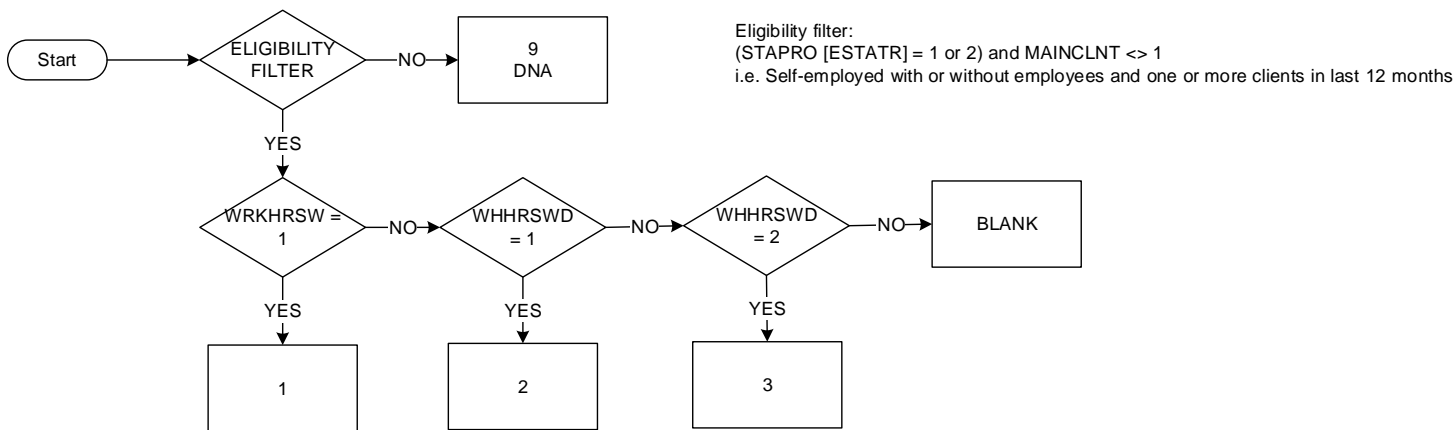 Eligibility filter:
(STAPRO [ESTATR] = 1 or 2) and MAINCLNT <> 1
i.e. Self-employed with or without employees and one or more clients in last 12 months
Start
ELIGIBILITY
FILTER
NO
9
DNA
YES
WRKHRSW =
1
NO
WHHRSWD
= 1
NO
WHHRSWD
= 2
NO
BLANK
YES
YES
YES
1
2
3